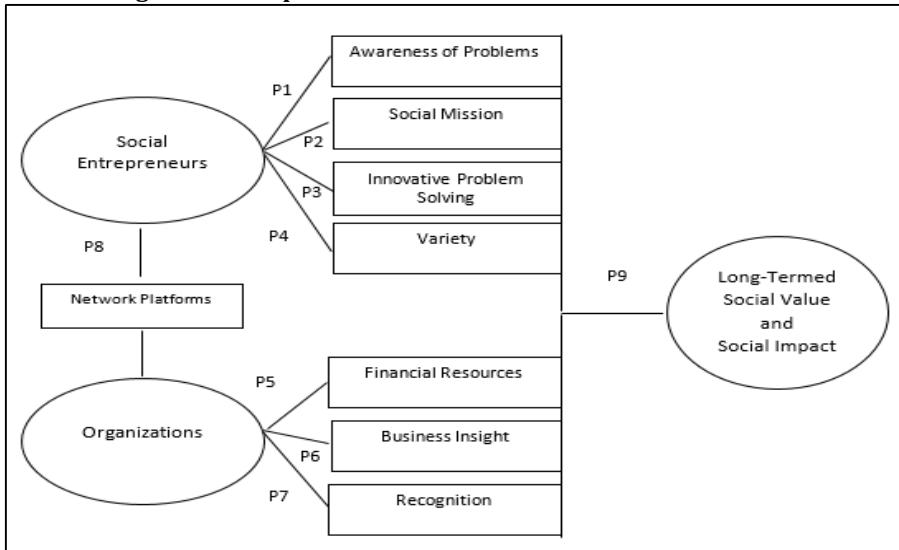 Awareness of Problems
P1
Social Mission
Social
Entrepreneurs
P2
Innovative Problem
Solving
P3
P4
Variety
P8
P9
Long-Termed
Social Value
and
Social Impact
Network Platforms
Financial Resources
P5
Organizations
Business Insight
P6
P7
Recognition